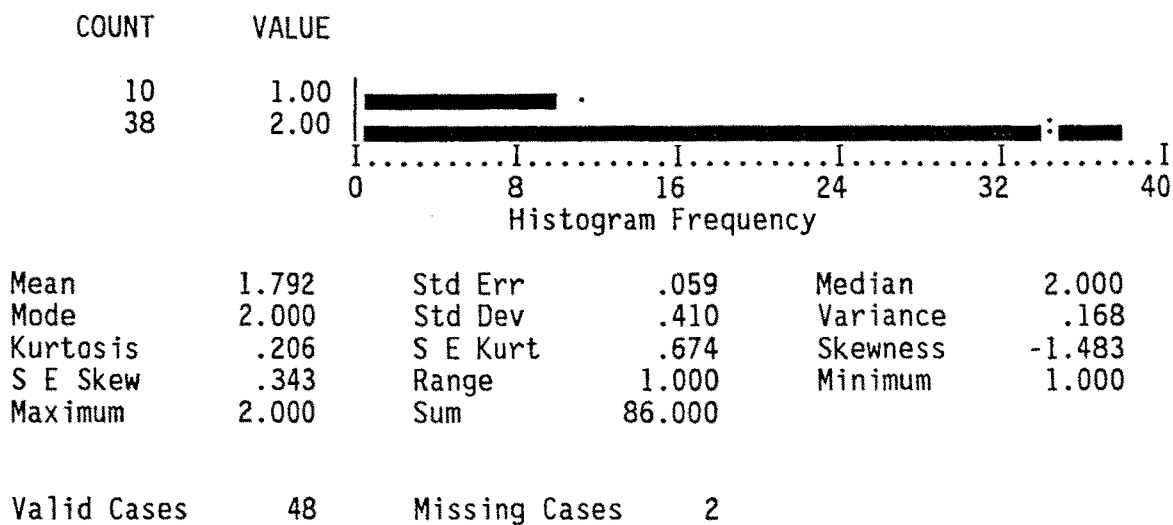 COUNT VALUE
10 1.00
38 2.00
I.......I.......I.......I.......I.......I
0 8 16 24 32 40
Histogram Frequency
Mean 1.792 Std Err .059 Median 2.000
Mode 2.000 Std Dev .410 Variance .168
Kurtosis .206 S E Kurt .674 Skewness -1.483
S E Skew .343 Range 1.000 Minimum 1.000
Maximum 2.000 Sum 86.000
Valid Cases 48 Missing Cases 2